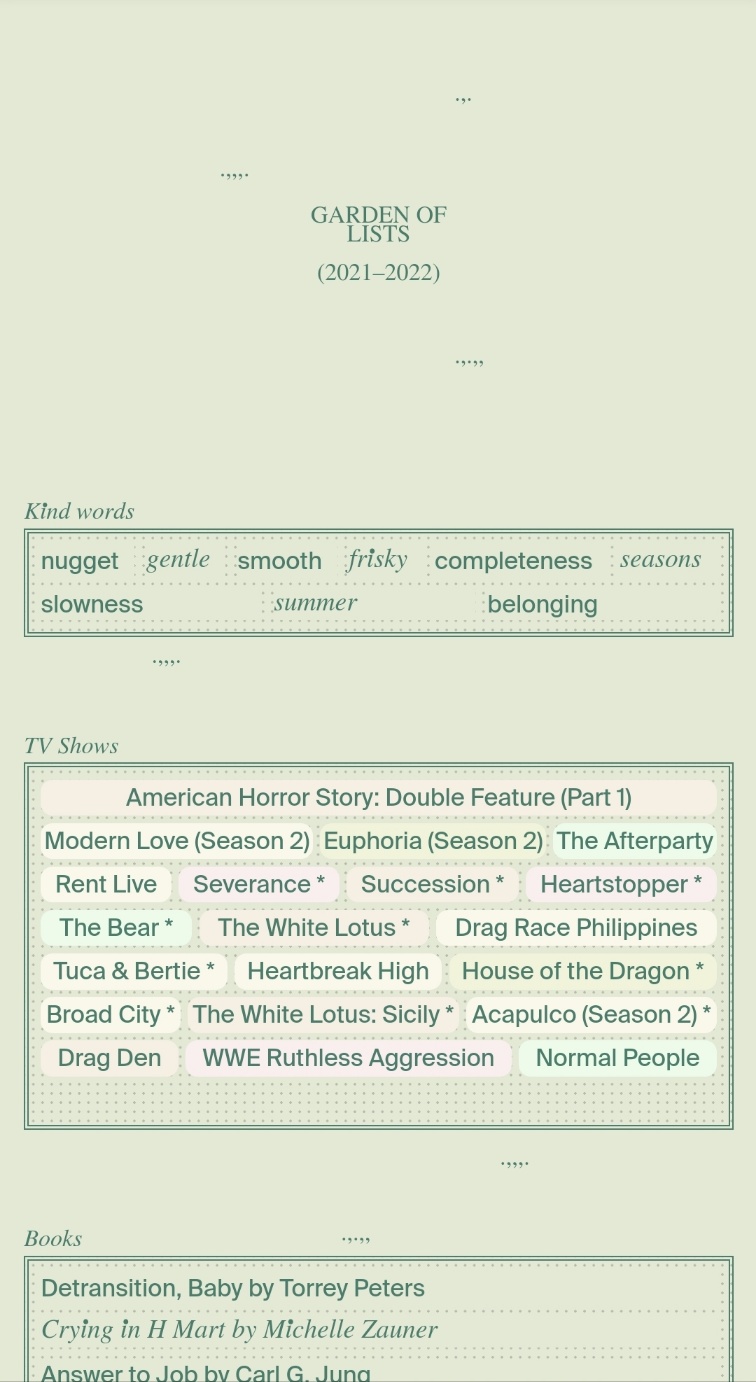 .,.
.,,,.
GARDEN OF
LISTS
(2021–2022)
.,.,,
Kind words
nugget gentle smooth frisky completeness seasons
slowness summer belonging
.,,,.
TV Shows
American Horror Story: Double Feature (Part 1)
Modern Love (Season 2) Euphoria (Season 2) The Afterparty
Rent Live Severance * Succession * Heartstopper *
The Bear * The White Lotus * Drag Race Philippines
Tuca & Bertie * Heartbreak High House of the Dragon *
Broad City * The White Lotus: Sicily * Acapulco (Season 2) *
Drag Den WWE Ruthless Aggression Normal People
.,,,.
Books .,.,,
Detransition, Baby by Torrey Peters
Crying in H Mart by Michelle Zauner
Answer to Job by Carl G. Jung